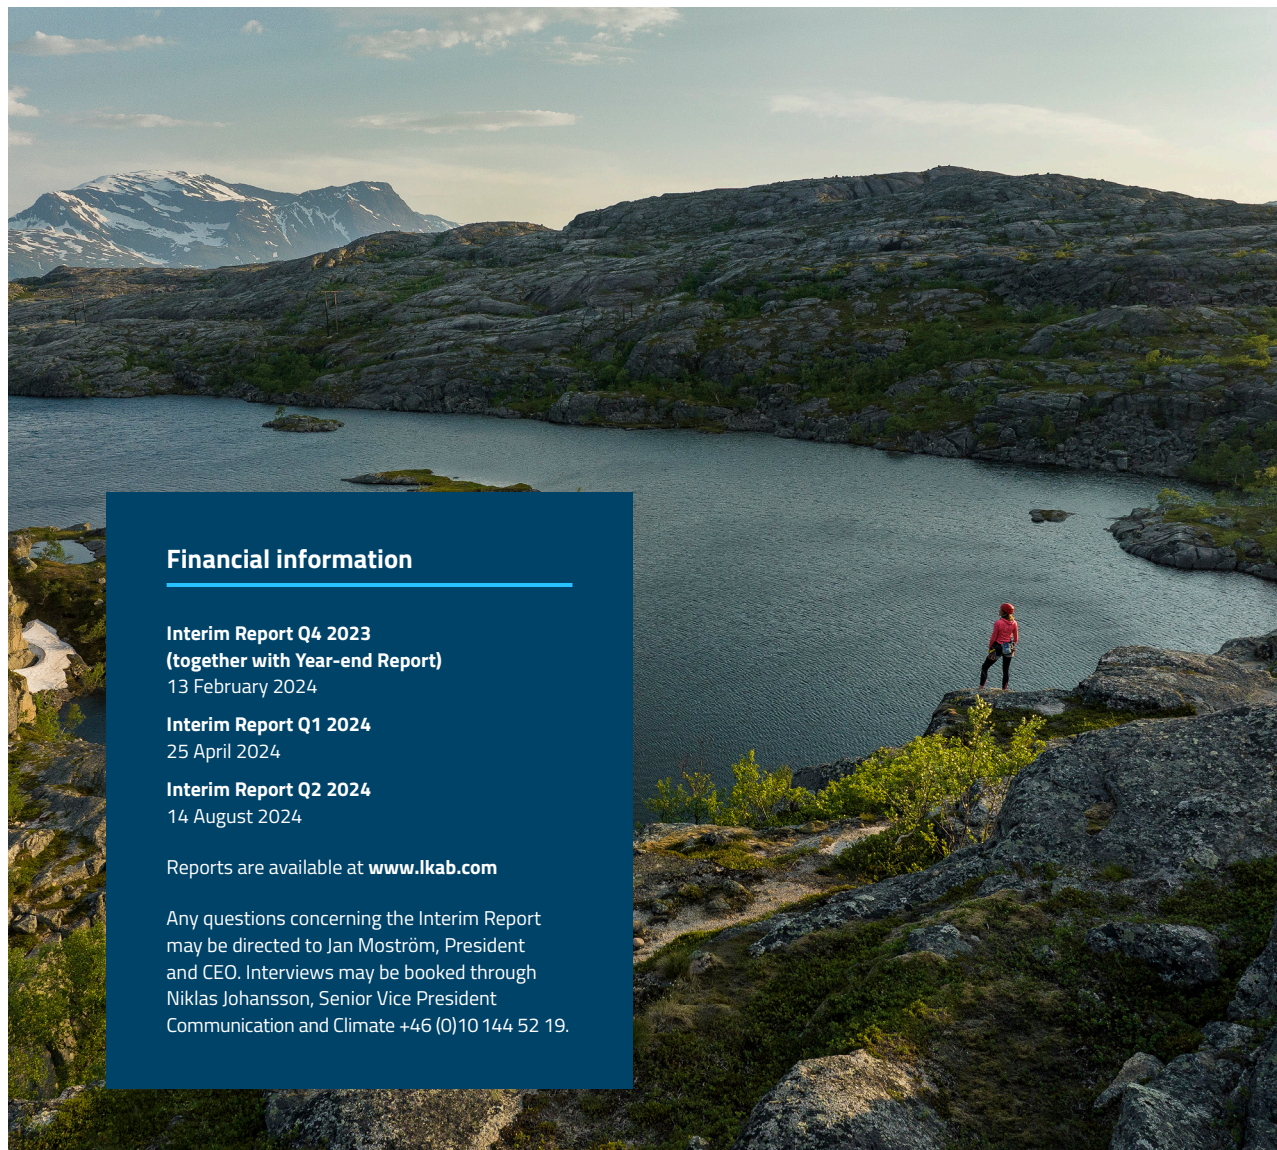 Financial information
Interim Report Q4 2023
(together with Year-end Report)
13 February 2024
Interim Report Q1 2024
25 April 2024
Interim Report Q2 2024
14 August 2024
Reports are available at www.lkab.com
Any questions concerning the Interim Report
may be directed to Jan Moström, President
and CEO. Interviews may be booked through
Niklas Johansson, Senior Vice President
Communication and Climate +46 (0)10 144 52 19.